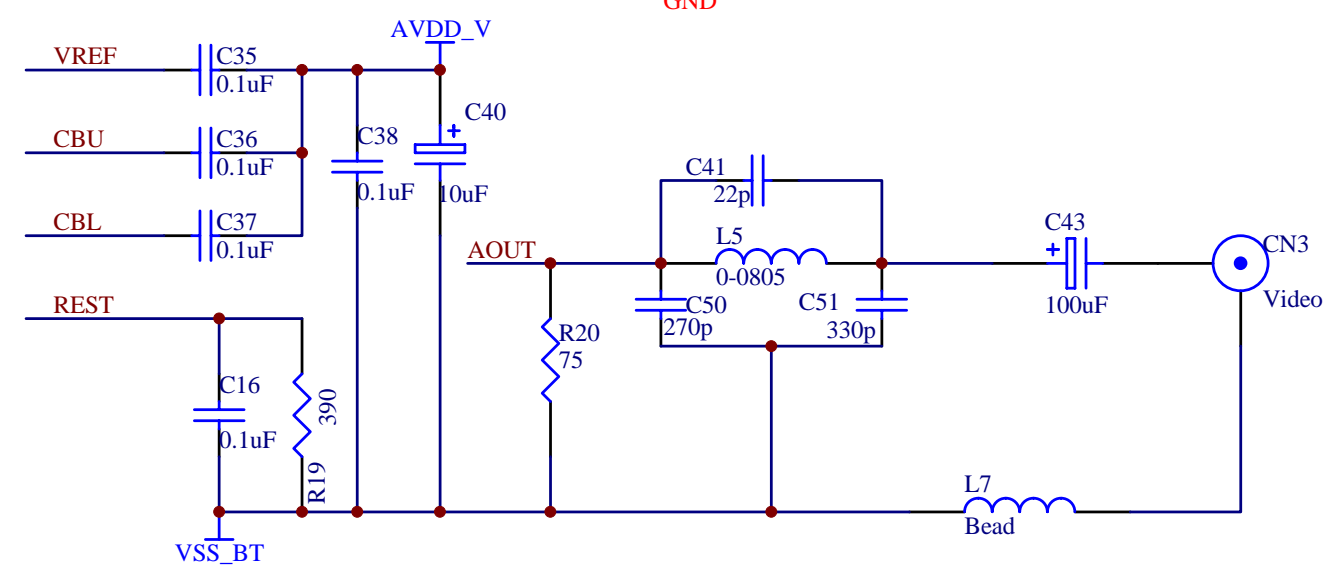 GND
AVDD_V
VREF
C35
0.1uF
CBU
C36
0.1uF
CBL
C37
0.1uF
C38
0.1uF
+
C40
10uF
REST
C16
0.1uF
390
R19
VSS_BT
AOUT
R20
75
C41
22p
L5
0-0805
C50
270p
C51
330p
C43
+
100uF
CN3
Video
L7
Bead